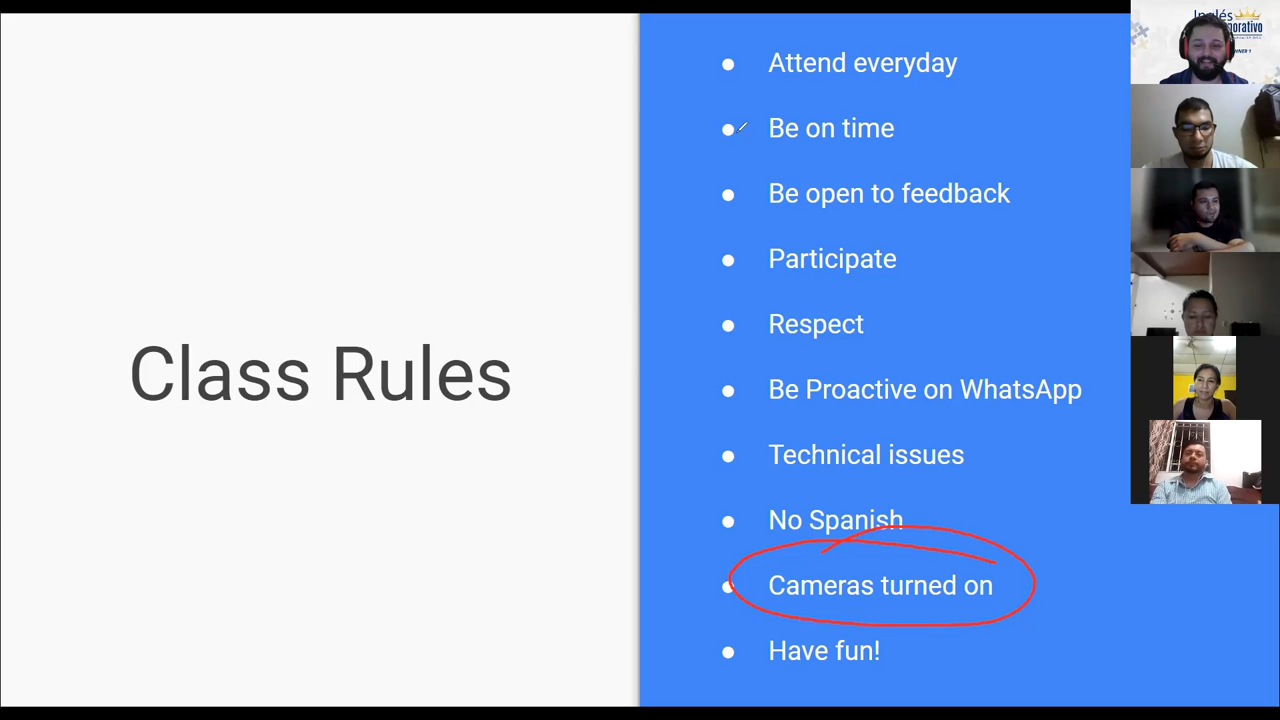 Class Rules
Attend everyday
Be on time
Be open to feedback
Participate
Respect
Be Proactive on WhatsApp
Technical issues
No Spanish
Cameras turned on
Have fun!
Inglés